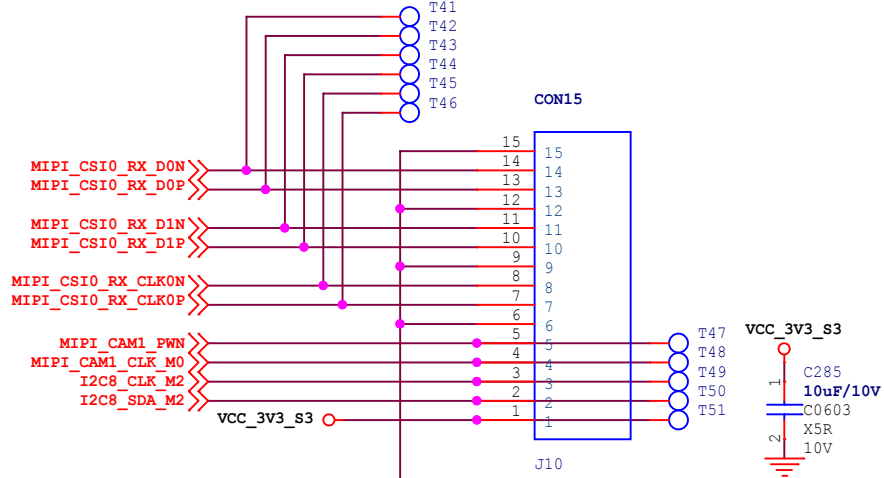 T41
T42
T43
T44
T45
T46
CON15
15 15
MIPI_CSI0_RX_D0N 14 14
MIPI_CSI0_RX_D0P 13 13
12 12
MIPI_CSI0_RX_D1N 11 11
MIPI_CSI0_RX_D1P 10 10
9 9
MIPI_CSI0_RX_CLK0N 8 8
MIPI_CSI0_RX_CLK0P 7 7
6 6
MIPI_CAM1_PWN 5 5 T47
MIPI_CAM1_CLK_M0 4 4 T48
I2C8_CLK_M2 3 3 T49
I2C8_SDA_M2 2 2 T50
VCC_3V3_S3 1 1 T51
J10
VCC_3V3_S3
C285
1
10uF/10V
C0603
X5R
2
10V